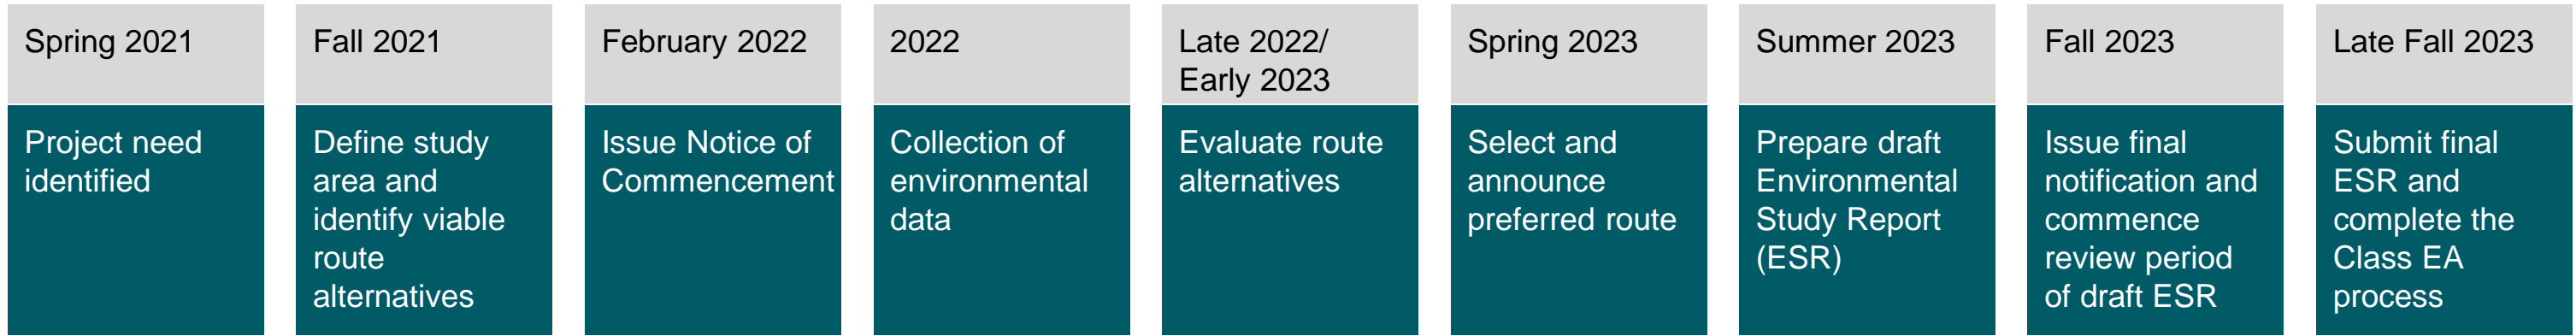 Spring 2021
Project need
identified
Fall 2021
Define study
area and
identify viable
route
alternatives
February 2022
Issue Notice of
Commencement
2022
Collection of
environmental
data
Late 2022/
Early 2023
Evaluate route
alternatives
Spring 2023
Select and
announce
preferred route
Summer 2023
Prepare draft
Environmental
Study Report
(ESR)
Fall 2023
Issue final
notification and
commence
review period
of draft ESR
Late Fall 2023
Submit final
ESR and
complete the
Class EA
process